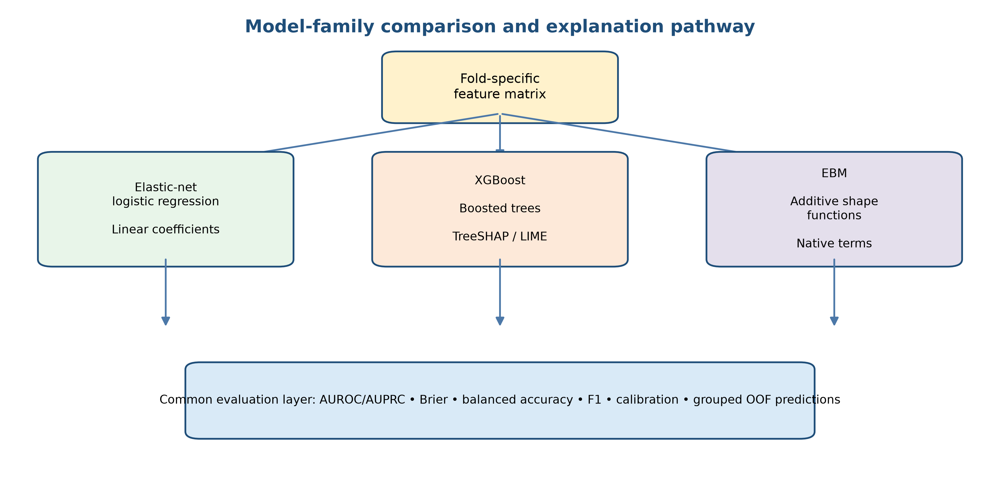 Model-family comparison and explanation pathway
Fold-specific
feature matrix
Elastic-net
logistic regression
Linear coefficients
XGBoost
Boosted trees
TreeSHAP / LIME
EBM
Additive shape
functions
Native terms
Common evaluation layer: AUROC/AUPRC • Brier • balanced accuracy • F1 • calibration • grouped OOF predictions